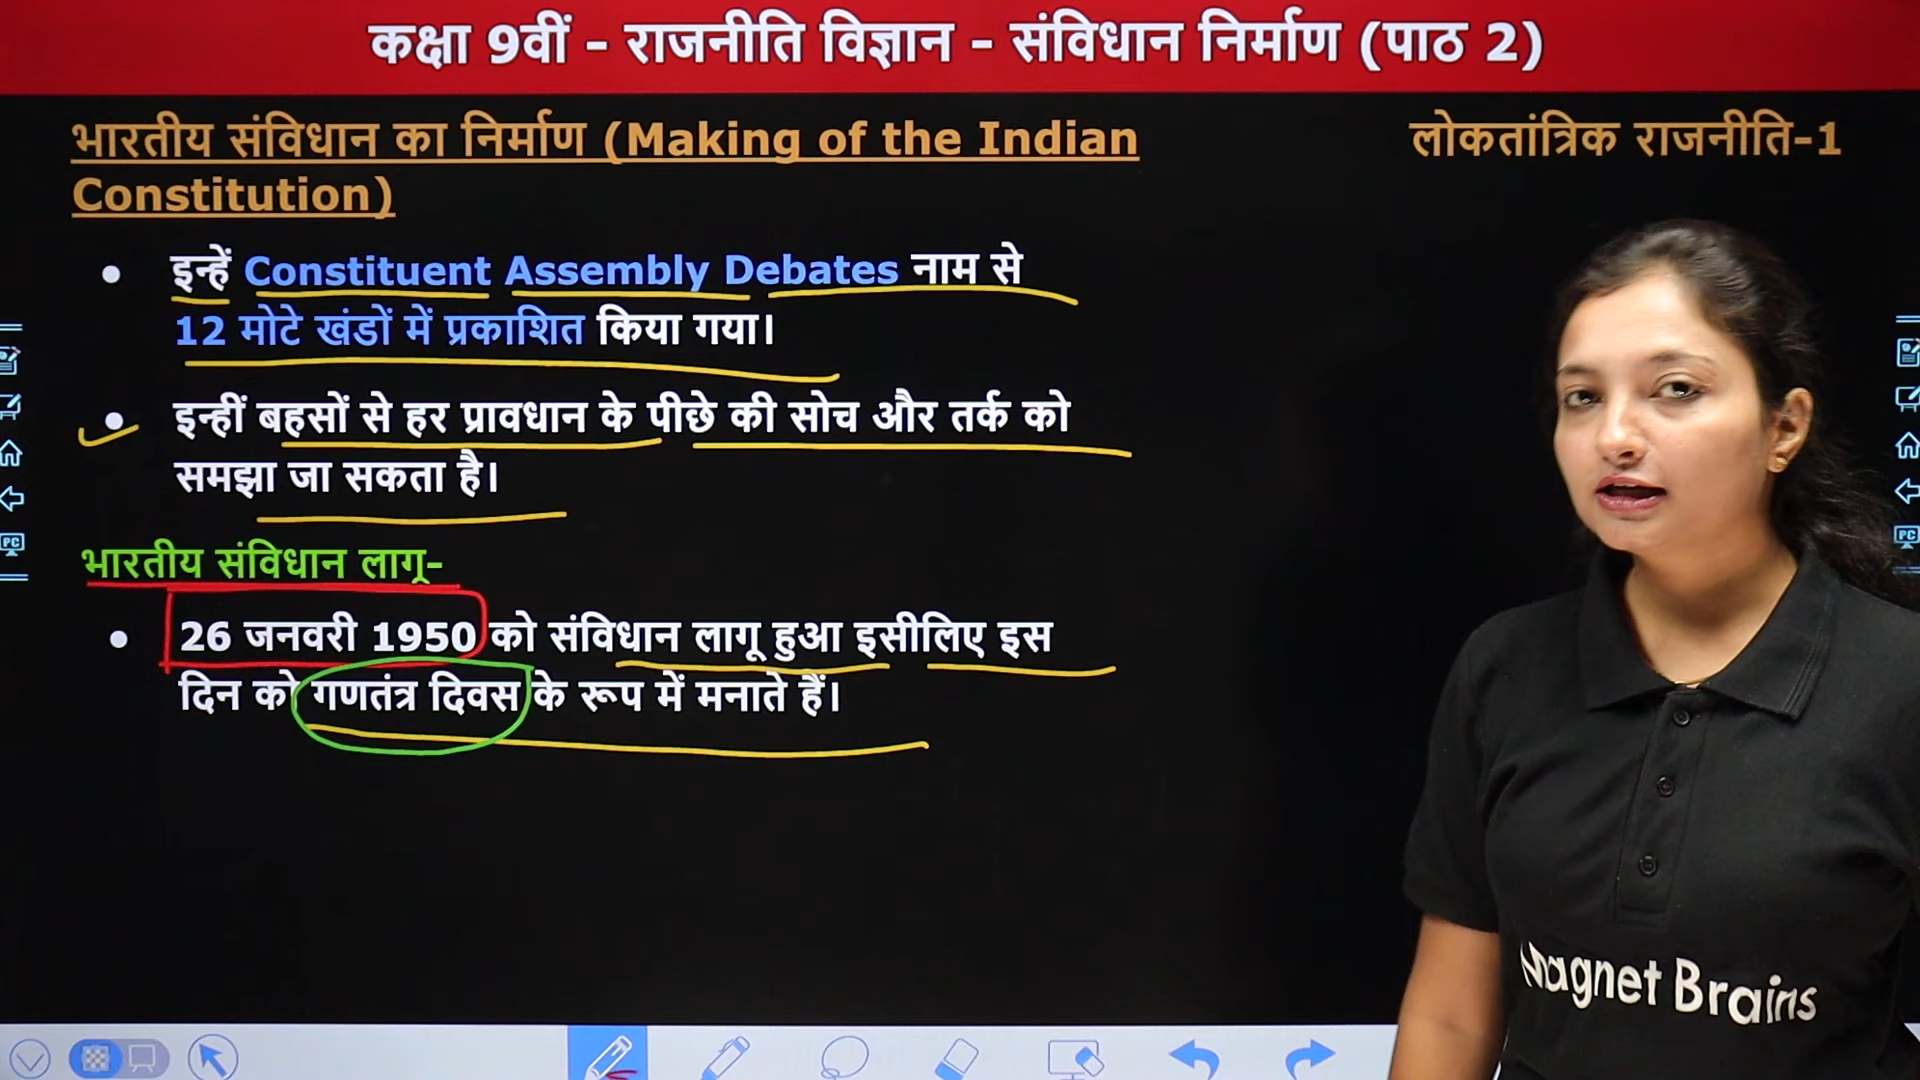 कक्षा 9वीं - राजनीति विज्ञान - संविधान निर्माण (पाठ 2)
भारतीय संविधान का निर्माण (Making of the Indian
Constitution)
लोकतांत्रिक राजनीति-1
• इन्हें Constituent Assembly Debates नाम से
12 मोटे खंडों में प्रकाशित किया गया।
• इन्हीं बहसों से हर प्रावधान के पीछे की सोच और तर्क को
समझा जा सकता है।
भारतीय संविधान लागू-
• 26 जनवरी 1950 को संविधान लागू हुआ इसीलिए इस
दिन को गणतंत्र दिवस के रूप में मनाते हैं।
Magnet Brains
PC
PC